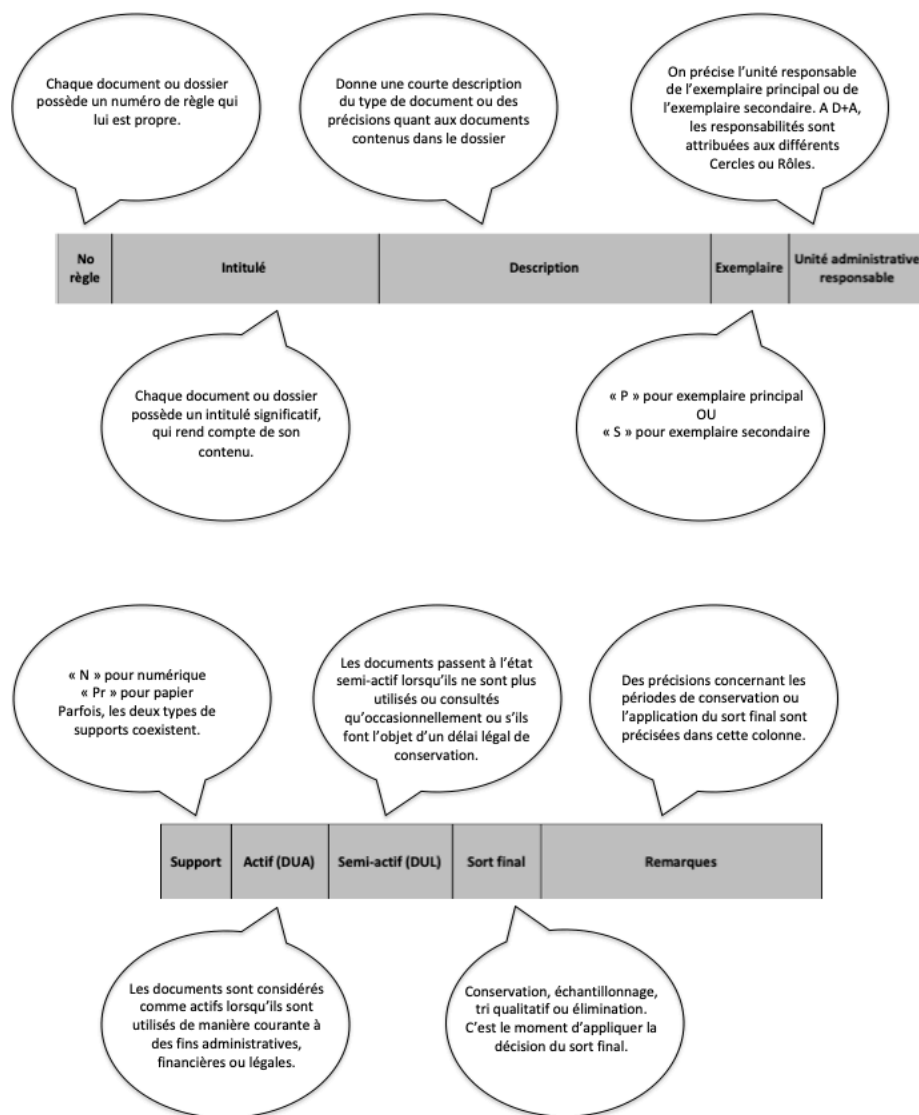 Chaque document ou dossier
possède un numéro de règle qui
lui est propre.
Donne une courte description
du type de document ou des
précisions quant aux documents
contenus dans le dossier
On précise l’unité responsable
de l’exemplaire principal ou de
l’exemplaire secondaire. A D+A,
les responsabilités sont
attribuées aux différents
Cercles ou Rôles.
No
règle
Intitulé
Description
Exemplaire
Unité administrative
responsable
Chaque document ou dossier
possède un intitulé significatif,
qui rend compte de son
contenu.
« P » pour exemplaire principal
OU
« S » pour exemplaire secondaire
« N » pour numérique
« Pr » pour papier
Parfois, les deux types de
supports coexistent.
Les documents passent à l’état
semi-actif lorsqu’ils ne sont plus
utilisés ou consultés
qu’occasionnellement ou s’ils
font l’objet d’un délai légal de
conservation.
Des précisions concernant les
périodes de conservation ou
l’application du sort final sont
précisées dans cette colonne.
Support
Actif (DUA)
Semi-actif (DUL)
Sort final
Remarques
Les documents sont considérés
comme actifs lorsqu’ils sont
utilisés de manière courante à
des fins administratives,
financières ou légales.
Conservation, échantillonnage,
tri qualitatif ou élimination.
C’est le moment d’appliquer la
décision du sort final.